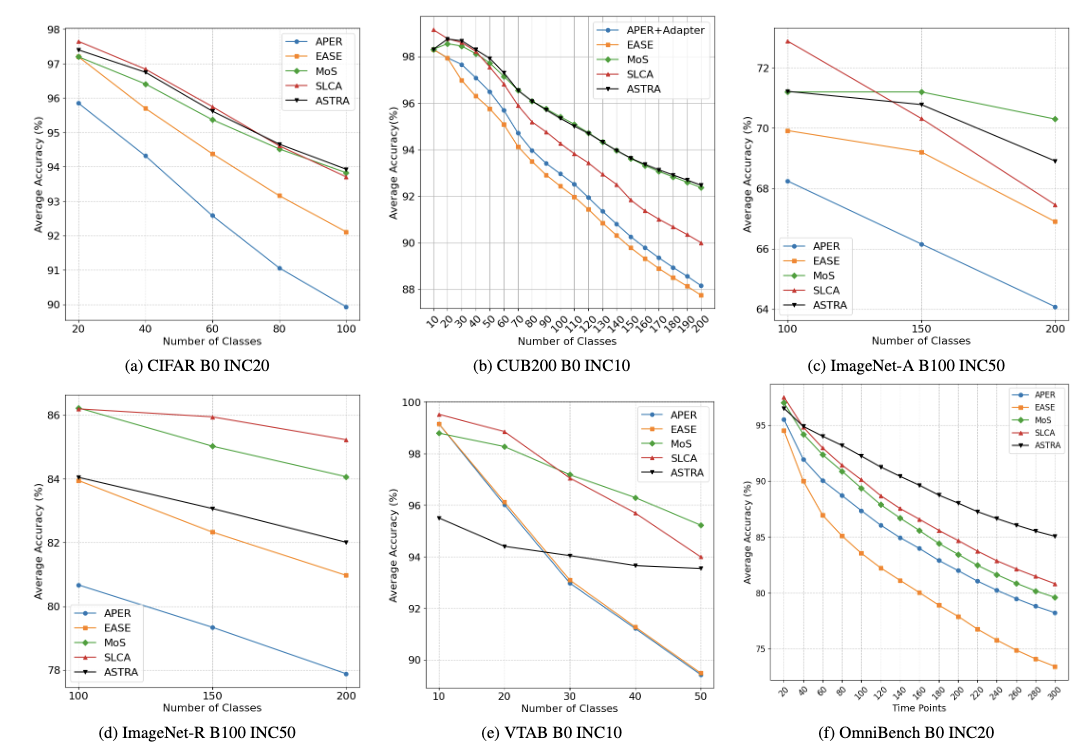 98
97
96
95
94
93
92
91
90
Average Accuracy (%)
20 40 60 80 100
Number of Classes
APER
EASE
MoS
SLCA
ASTRA
(a) CIFAR B0 INC20
98
96
94
92
90
88
Average Accuracy(%)
10 20 30 40 50 60 70 80 90 100 110 120 130 140 150 160 170 180 190 200
Number of Classes
APER+Adapter
EASE
MoS
SLCA
ASTRA
(b) CUB200 B0 INC10
72
70
68
66
64
Average Accuracy (%)
100 150 200
Number of Classes
APER
EASE
MoS
SLCA
ASTRA
(c) ImageNet-A B100 INC50
86
84
82
80
78
Average Accuracy (%)
100 150 200
Number of Classes
APER
EASE
MoS
SLCA
ASTRA
(d) ImageNet-R B100 INC50
100
98
96
94
92
90
Average Accuracy (%)
10 20 30 40 50
Number of Classes
APER
EASE
MoS
SLCA
ASTRA
(e) VTAB B0 INC10
95
90
85
80
75
Average Accuracy (%)
20 40 60 80 100 120 140 160 180 200 220 240 260 280 300
Time Points
APER
EASE
MoS
SLCA
ASTRA
(f) OmniBench B0 INC20